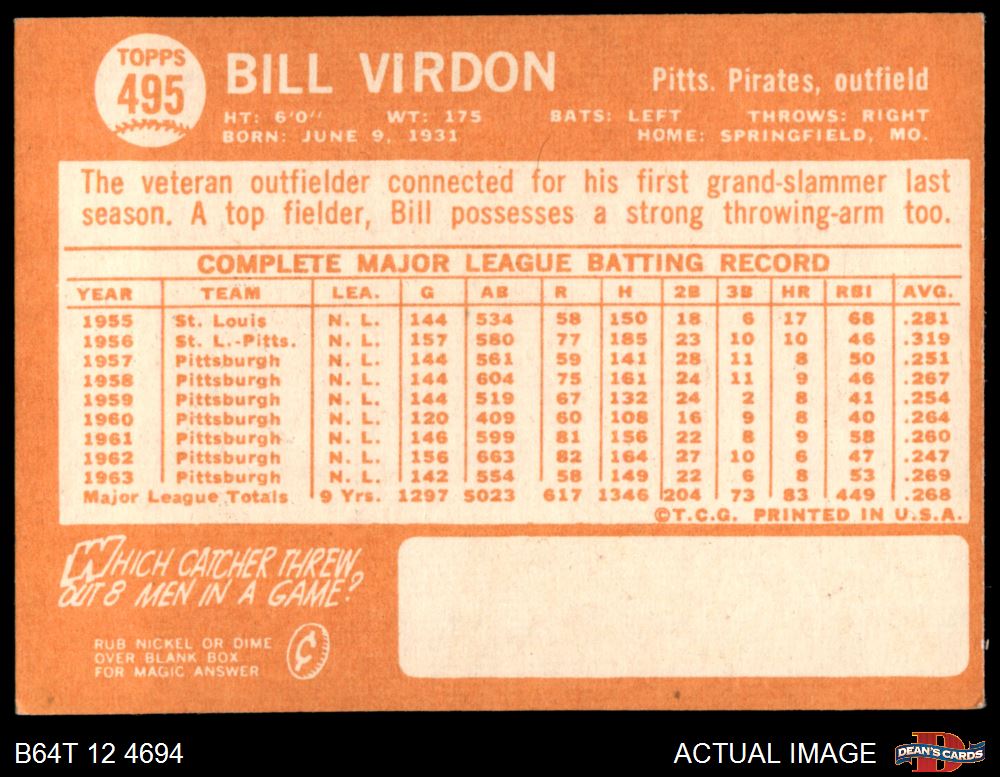 TOPPS
495
BILL VIRDON
Pitts. Pirates, outfield
HT: 6'0" WT: 175 BATS: LEFT THROWS: RIGHT
BORN: JUNE 9, 1931 HOME: SPRINGFIELD, MO.
The veteran outfielder connected for his first grand-slammer last
season. A top fielder, Bill possesses a strong throwing-arm too.
COMPLETE MAJOR LEAGUE BATTING RECORD
YEAR TEAM LEA. G AB R H 2B 3B HR RBI AVG.
1955 St. Louis N. L. 144 534 58 150 18 6 17 68 .281
1956 St. L.-Pitts. N. L. 157 580 77 185 23 10 10 46 .319
1957 Pittsburgh N. L. 144 561 59 141 28 11 8 50 .251
1958 Pittsburgh N. L. 144 604 75 161 24 11 9 46 .267
1959 Pittsburgh N. L. 144 519 67 132 24 2 8 41 .254
1960 Pittsburgh N. L. 120 409 60 108 16 9 8 40 .264
1961 Pittsburgh N. L. 146 599 81 156 22 8 9 58 .260
1962 Pittsburgh N. L. 156 663 82 164 27 10 6 47 .247
1963 Pittsburgh N. L. 142 554 58 149 22 6 8 53 .269
Major League Totals 9 Yrs. 1297 5023 617 1346 204 73 83 449 .268
©T.C.G. PRINTED IN U.S.A.
WHICH CATCHER THREW
OUT 8 MEN IN A GAME?
RUB NICKEL OR DIME
OVER BLANK BOX
FOR MAGIC ANSWER
¢
B64T 12 4694
ACTUAL IMAGE
D
DEAN'S CARDS